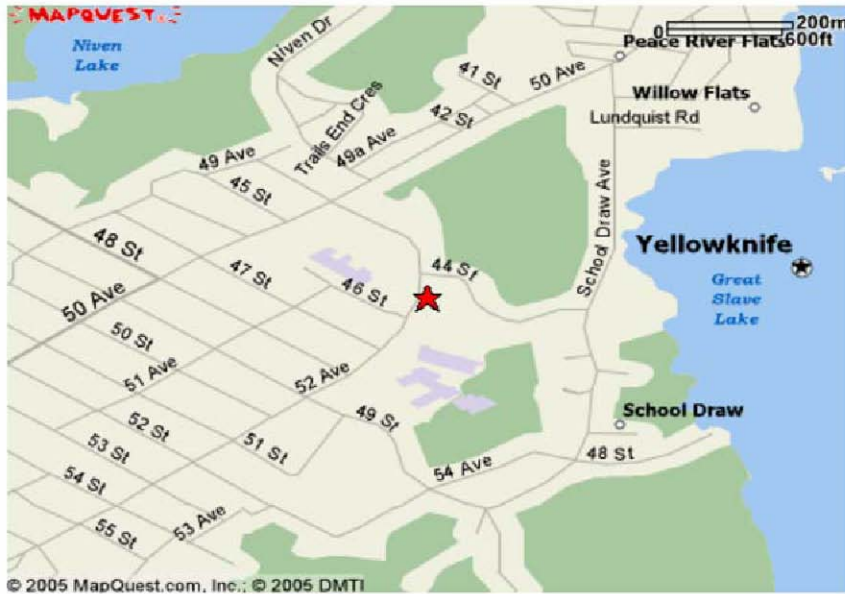 MAPQUEST
0 200m
600ft
Niven
Lake
Niven Dr
41 St
50 Ave
Peace River Flats
Willow Flats
Lundquist Rd
42 St
Trails End Cres
49a Ave
49 Ave
45 St
School Draw Ave
48 St
47 St
44 St
Yellowknife
Great
Slave
Lake
46 St
50 Ave
50 St
51 Ave
52 Ave
49 St
School Draw
52 St
51 St
53 St
54 Ave
48 St
54 St
53 Ave
55 St
© 2005 MapQuest.com, Inc.; © 2005 DMTI